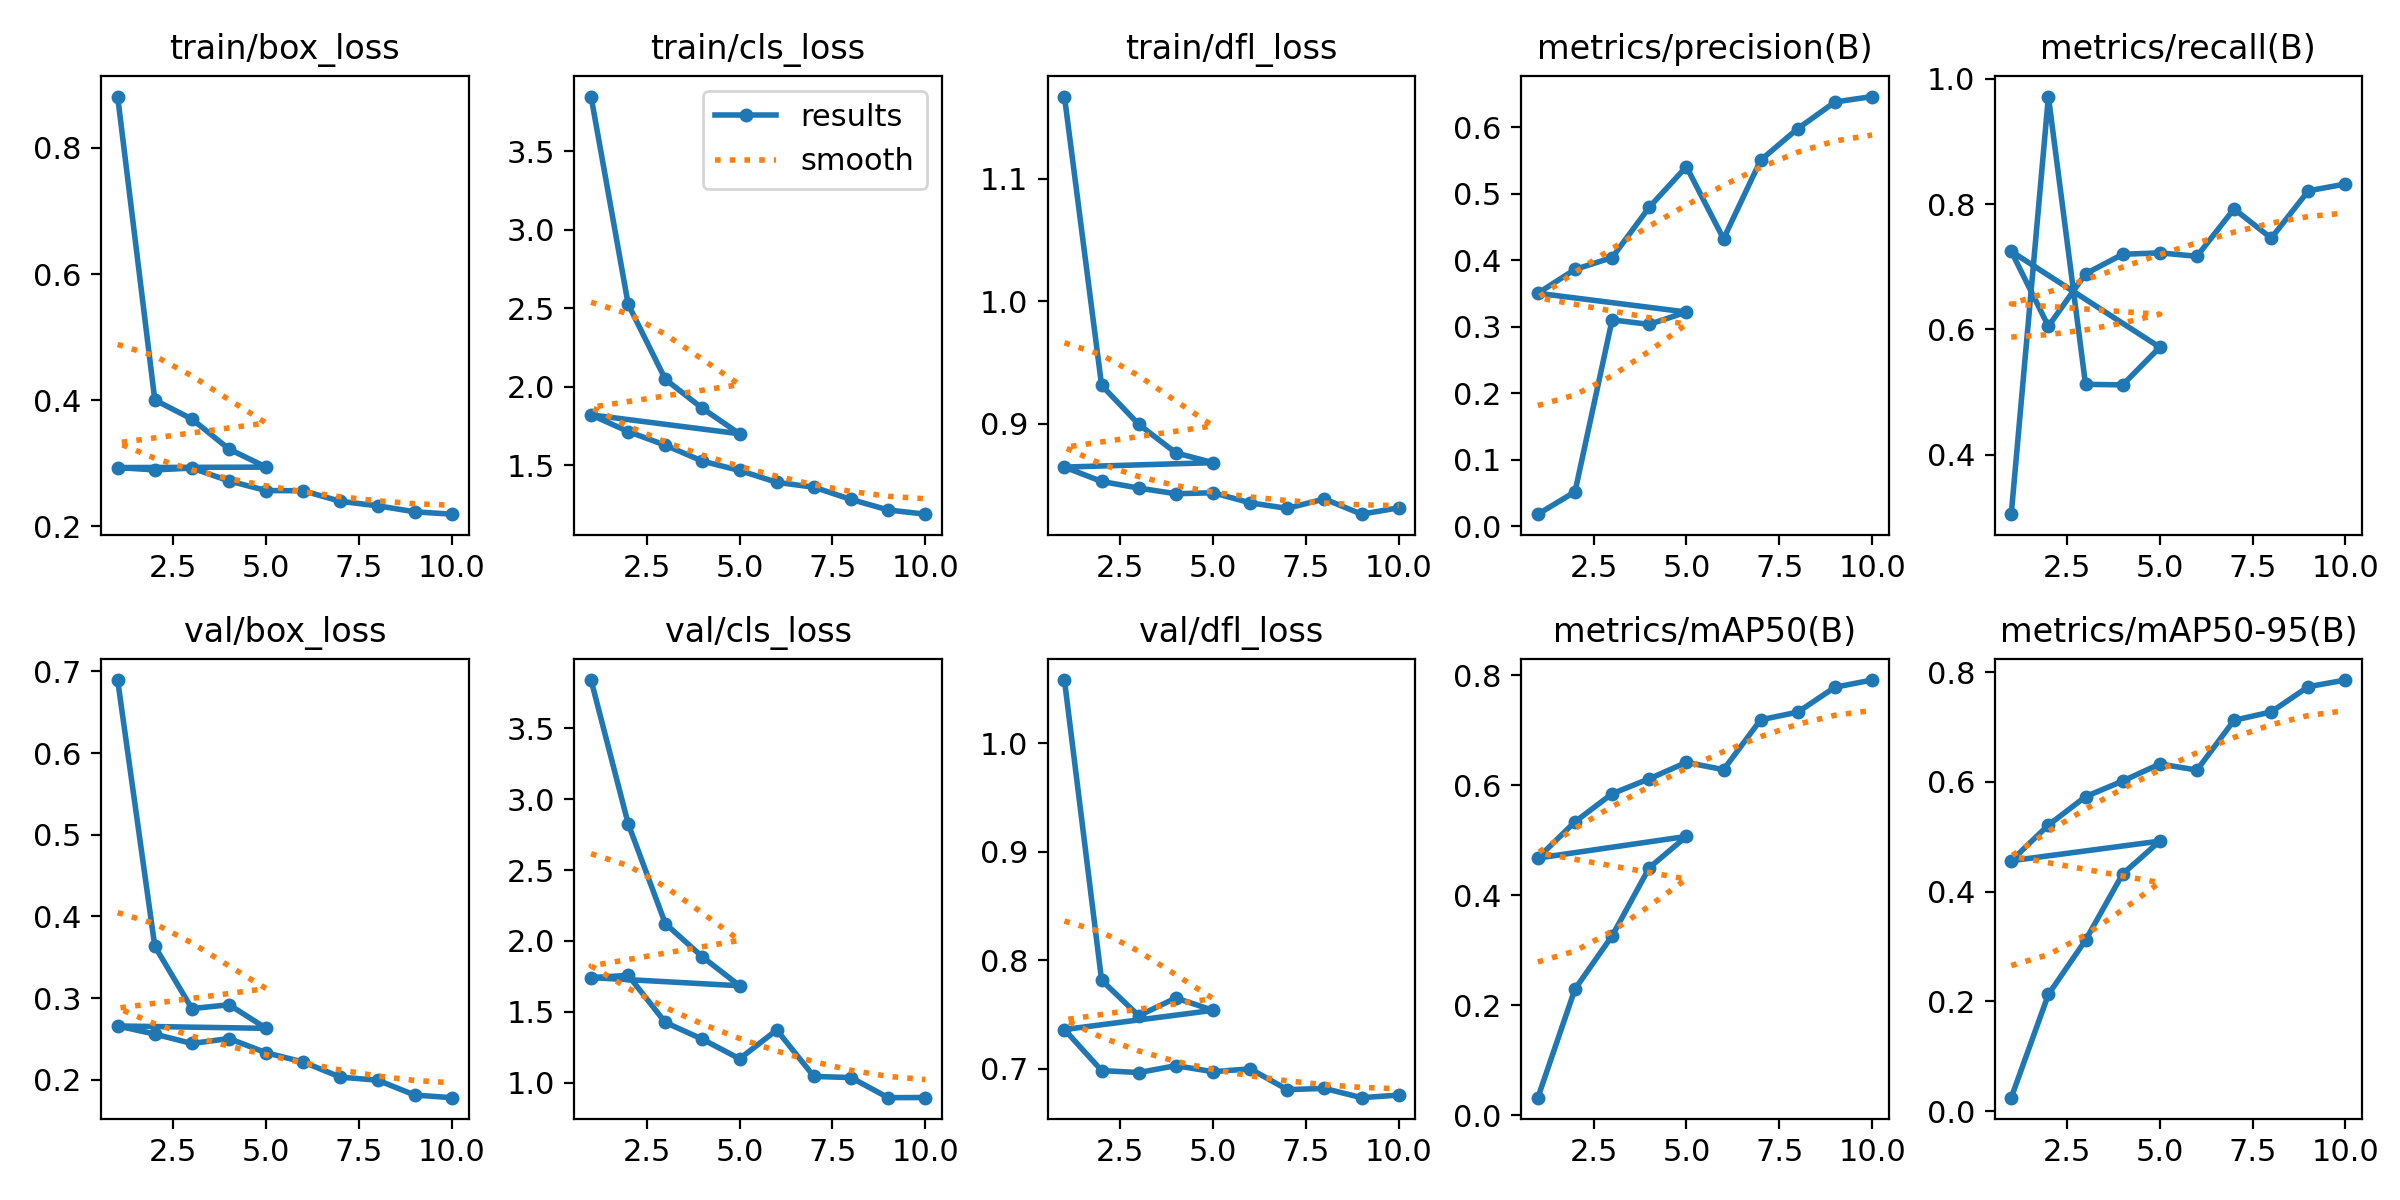 train/box_loss
train/cls_loss
train/dfl_loss
metrics/precision(B)
metrics/recall(B)
0.8
0.6
0.4
0.2
2.5 5.0 7.5 10.0
results
smooth
3.5
3.0
2.5
2.0
1.5
2.5 5.0 7.5 10.0
1.1
1.0
0.9
2.5 5.0 7.5 10.0
0.6
0.5
0.4
0.3
0.2
0.1
0.0
2.5 5.0 7.5 10.0
1.0
0.8
0.6
0.4
2.5 5.0 7.5 10.0
val/box_loss
val/cls_loss
val/dfl_loss
metrics/mAP50(B)
metrics/mAP50-95(B)
0.7
0.6
0.5
0.4
0.3
0.2
2.5 5.0 7.5 10.0
3.5
3.0
2.5
2.0
1.5
1.0
2.5 5.0 7.5 10.0
1.0
0.9
0.8
0.7
2.5 5.0 7.5 10.0
0.8
0.6
0.4
0.2
0.0
2.5 5.0 7.5 10.0
0.8
0.6
0.4
0.2
0.0
2.5 5.0 7.5 10.0